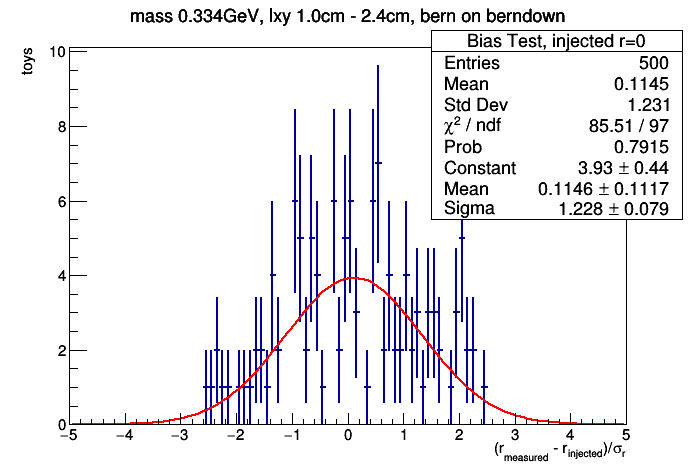 mass 0.334GeV, lxy 1.0cm - 2.4cm, bern on berndown
Bias Test, injected r=0
Entries 500
Mean 0.1145
Std Dev 1.231
χ² / ndf 85.51 / 97
Prob 0.7915
Constant 3.93 ± 0.44
Mean 0.1146 ± 0.1117
Sigma 1.228 ± 0.079
toys
10
8
6
4
2
0
−5 −4 −3 −2 −1 0 1 2 3 4 5
(r_measured - r_injected)/σ_r